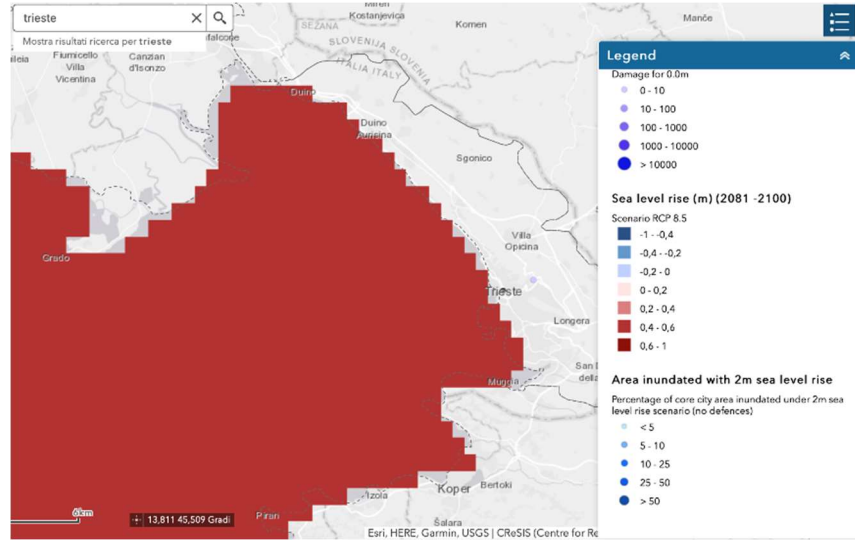 trieste
Mostra risultati ricerca per trieste
Kostanjevica
SEZANA
Komen
Manče
SLOVENIJA SLOVENIA
ITALIA ITALY
Fiumicello
Villa
Vicentina
Canzian
d'Isonzo
Duino
Duino
Aurisina
Sgonico
Villa
Opicina
Grado
Trieste
Longera
Muggia
San D
della
Koper
Bertoki
Izola
Piran
Šalara
6km
13,811 45,509 Gradi
Esri, HERE, Garmin, USGS | CReSIS (Centre for Re
Legend
Damage for 0.0m
0 - 10
10 - 100
100 - 1000
1000 - 10000
> 10000
Sea level rise (m) (2081 -2100)
Scenario RCP 8.5
-1 - -0,4
-0,4 - -0,2
-0,2 - 0
0 - 0,2
0,2 - 0,4
0,4 - 0,6
0,6 - 1
Area inundated with 2m sea level rise
Percentage of core city area inundated under 2m sea
level rise scenario (no defences)
< 5
5 - 10
10 - 25
25 - 50
> 50